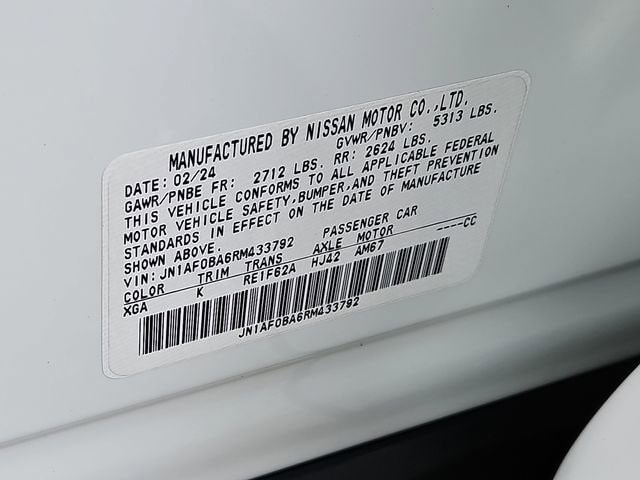 MANUFACTURED BY NISSAN MOTOR CO.,LTD.
DATE: 02/24 GVWR/PNBV: 5313 LBS.
GAWR/PNBE FR: 2712 LBS. RR: 2624 LBS.
THIS VEHICLE CONFORMS TO ALL APPLICABLE FEDERAL
MOTOR VEHICLE SAFETY,BUMPER,AND THEFT PREVENTION
STANDARDS IN EFFECT ON THE DATE OF MANUFACTURE
SHOWN ABOVE.
VIN: JN1AF0BA6RM433792 PASSENGER CAR
COLOR TRIM TRANS AXLE MOTOR ----CC
XGA K RE1F62A HJ42 AM67
JN1AF0BA6RM433792